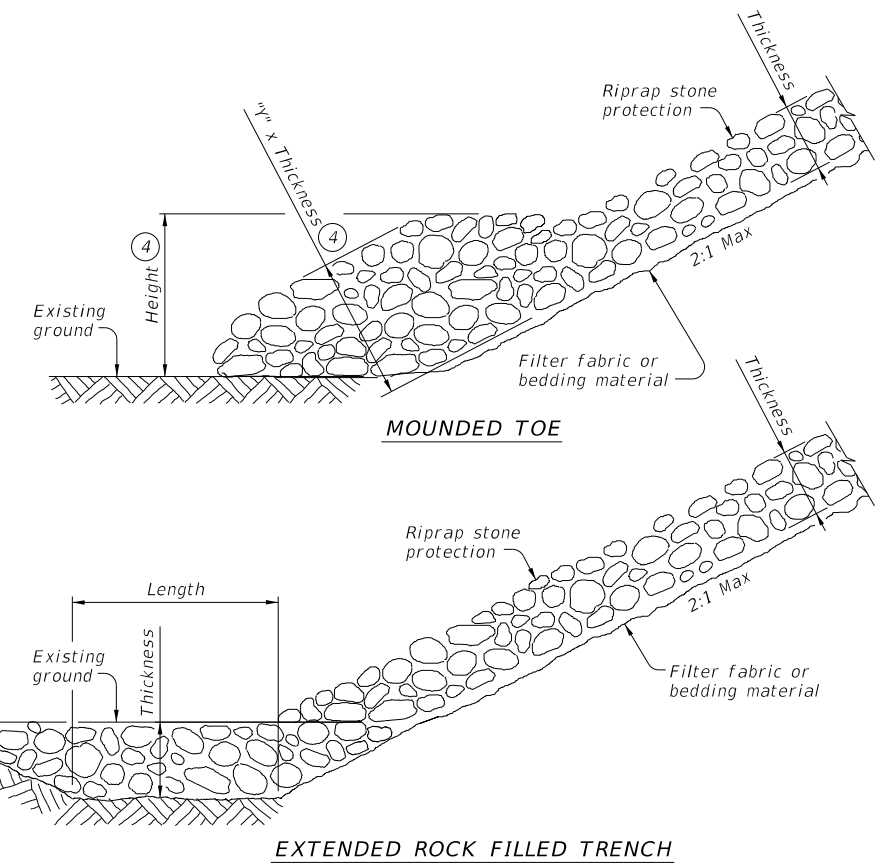 Thickness
Riprap stone
protection
"Y" x Thickness
4
4
Height
2:1 Max
Existing
ground
Filter fabric or
bedding material
MOUNDED TOE
Thickness
Riprap stone
protection
Length
2:1 Max
Thickness
Existing
ground
Filter fabric or
bedding material
EXTENDED ROCK FILLED TRENCH